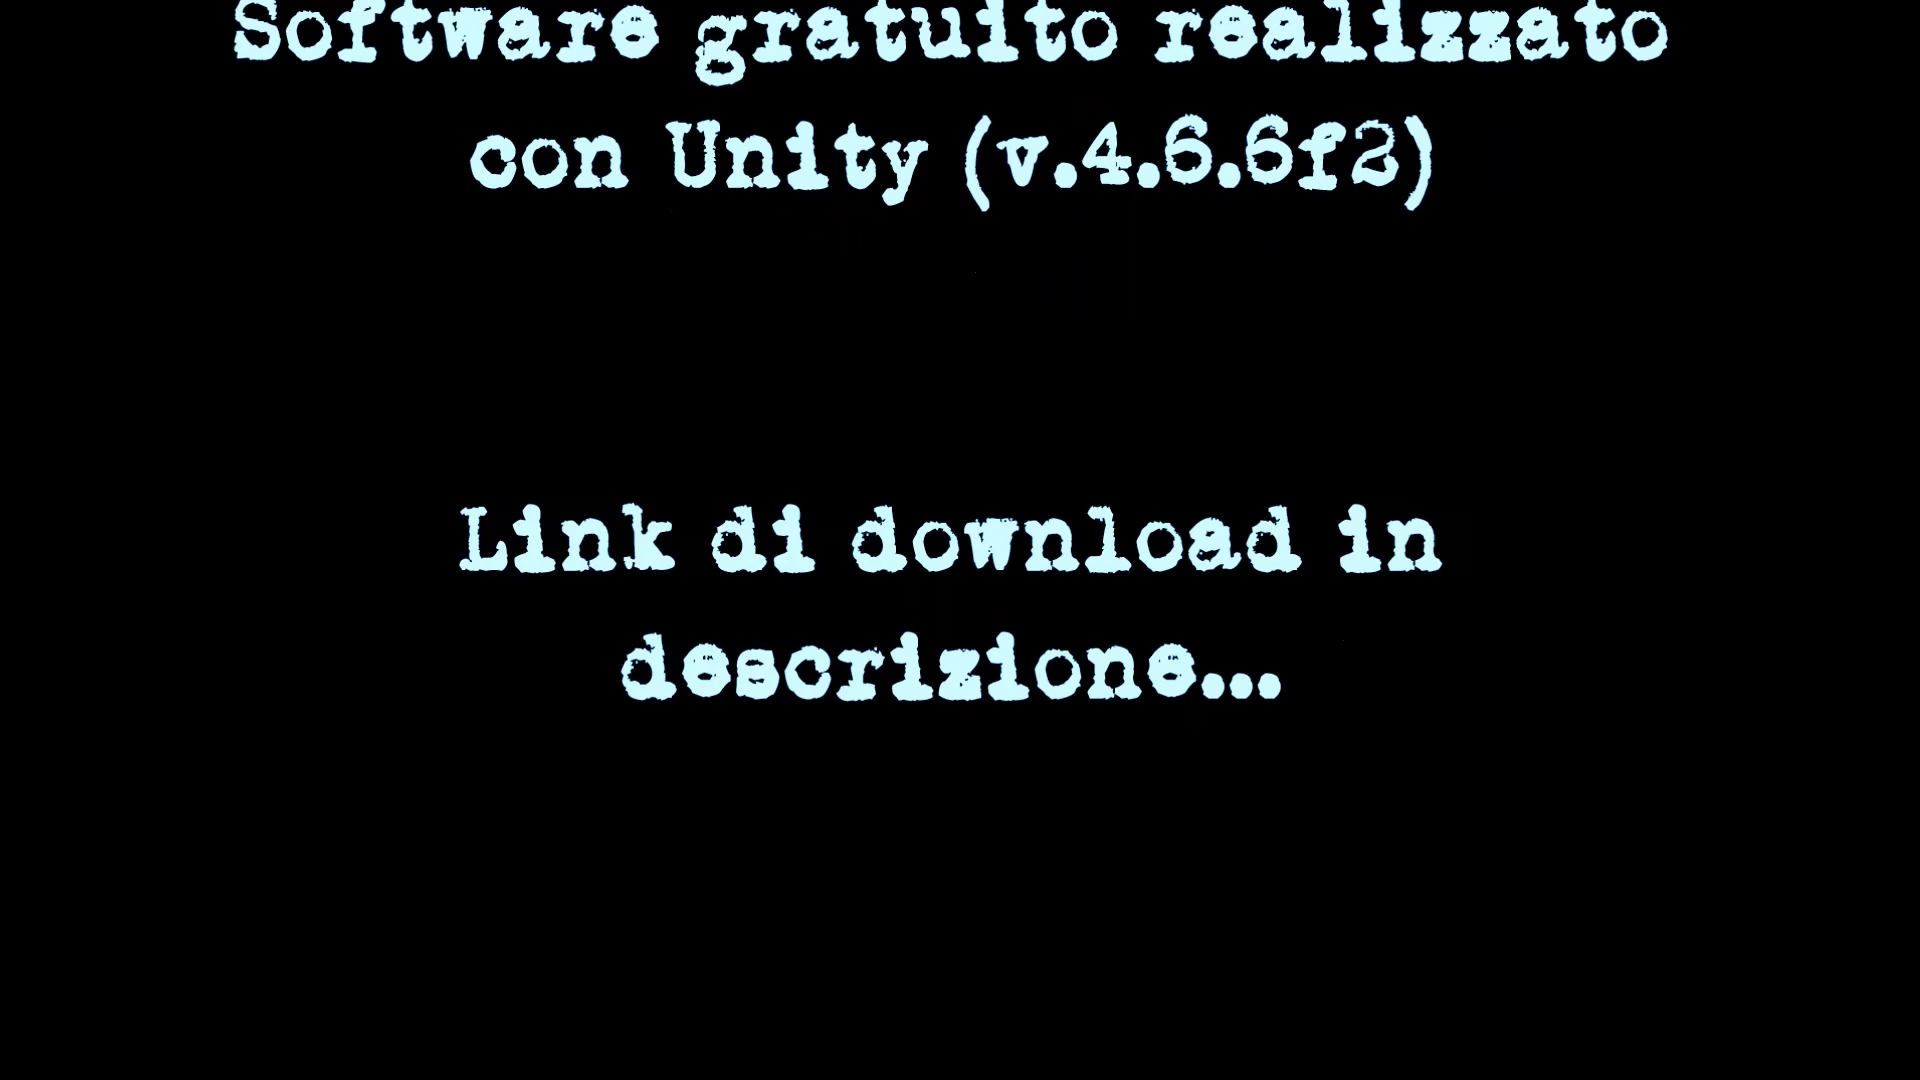 Software gratuito realizzato
con Unity (v.4.6.6f2)
Link di download in
descrizione...